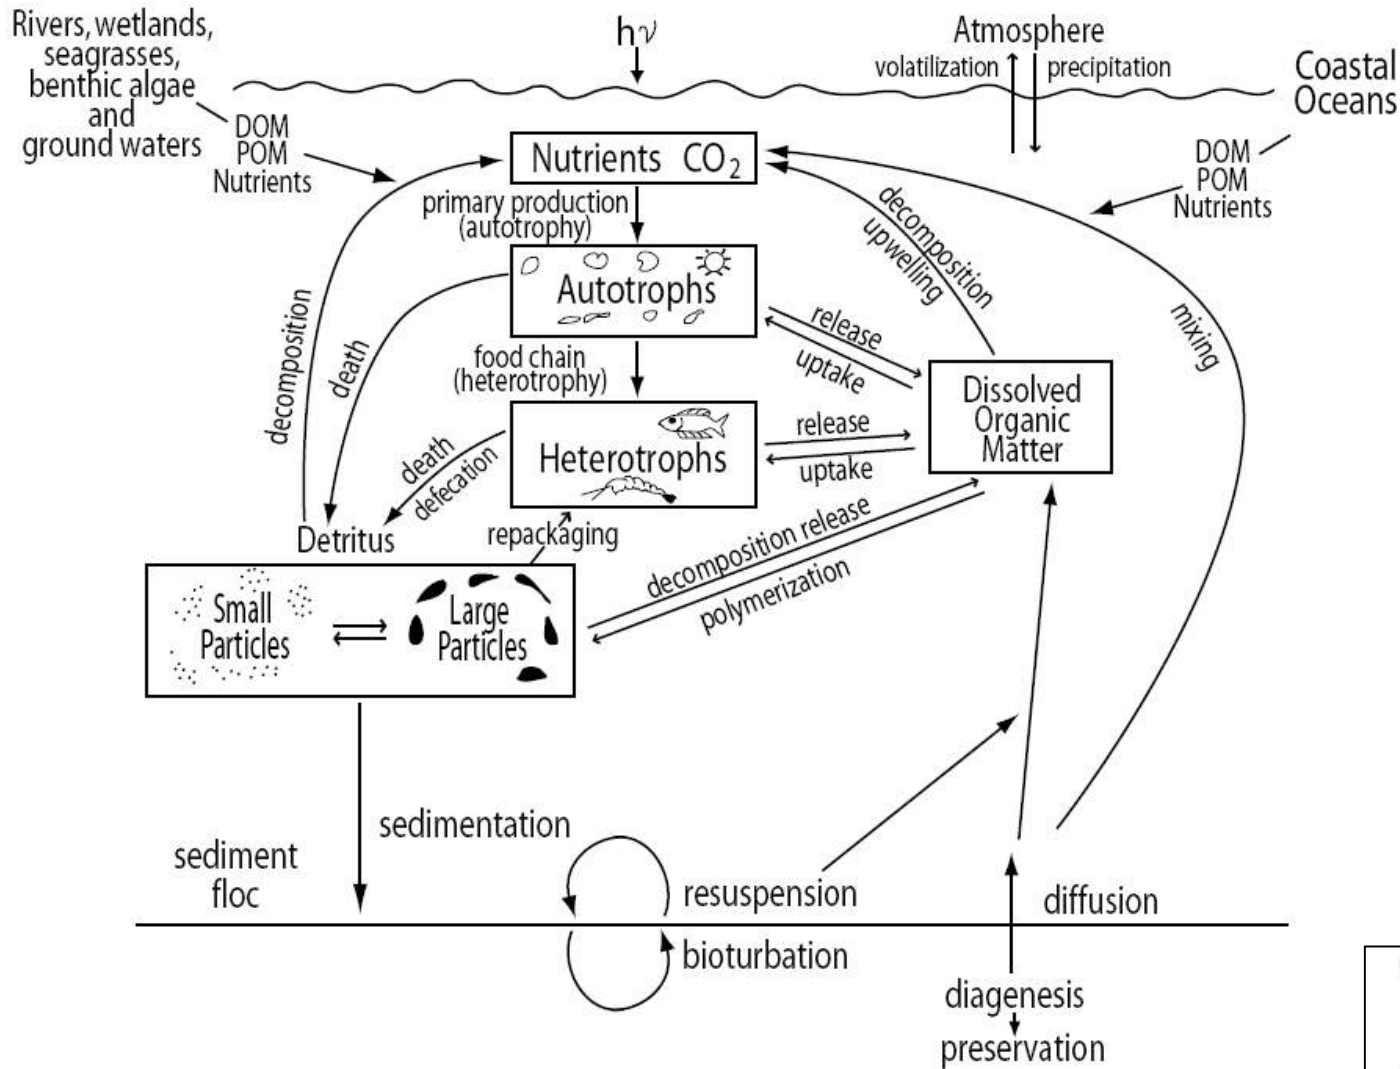 Rivers, wetlands,
seagrasses,
benthic algae
and
ground waters
DOM
POM
Nutrients
hν
Atmosphere
volatilization
precipitation
Coastal
Oceans
DOM
POM
Nutrients
Nutrients CO₂
primary production
(autotrophy)
decomposition
upwelling
Autotrophs
mixing
decomposition
death
release
uptake
food chain
(heterotrophy)
Dissolved
Organic
Matter
Heterotrophs
release
uptake
death
defecation
Detritus
repackaging
decomposition release
polymerization
Small
Particles
Large
Particles
sedimentation
sediment
floc
resuspension
bioturbation
diffusion
diagenesis
preservation